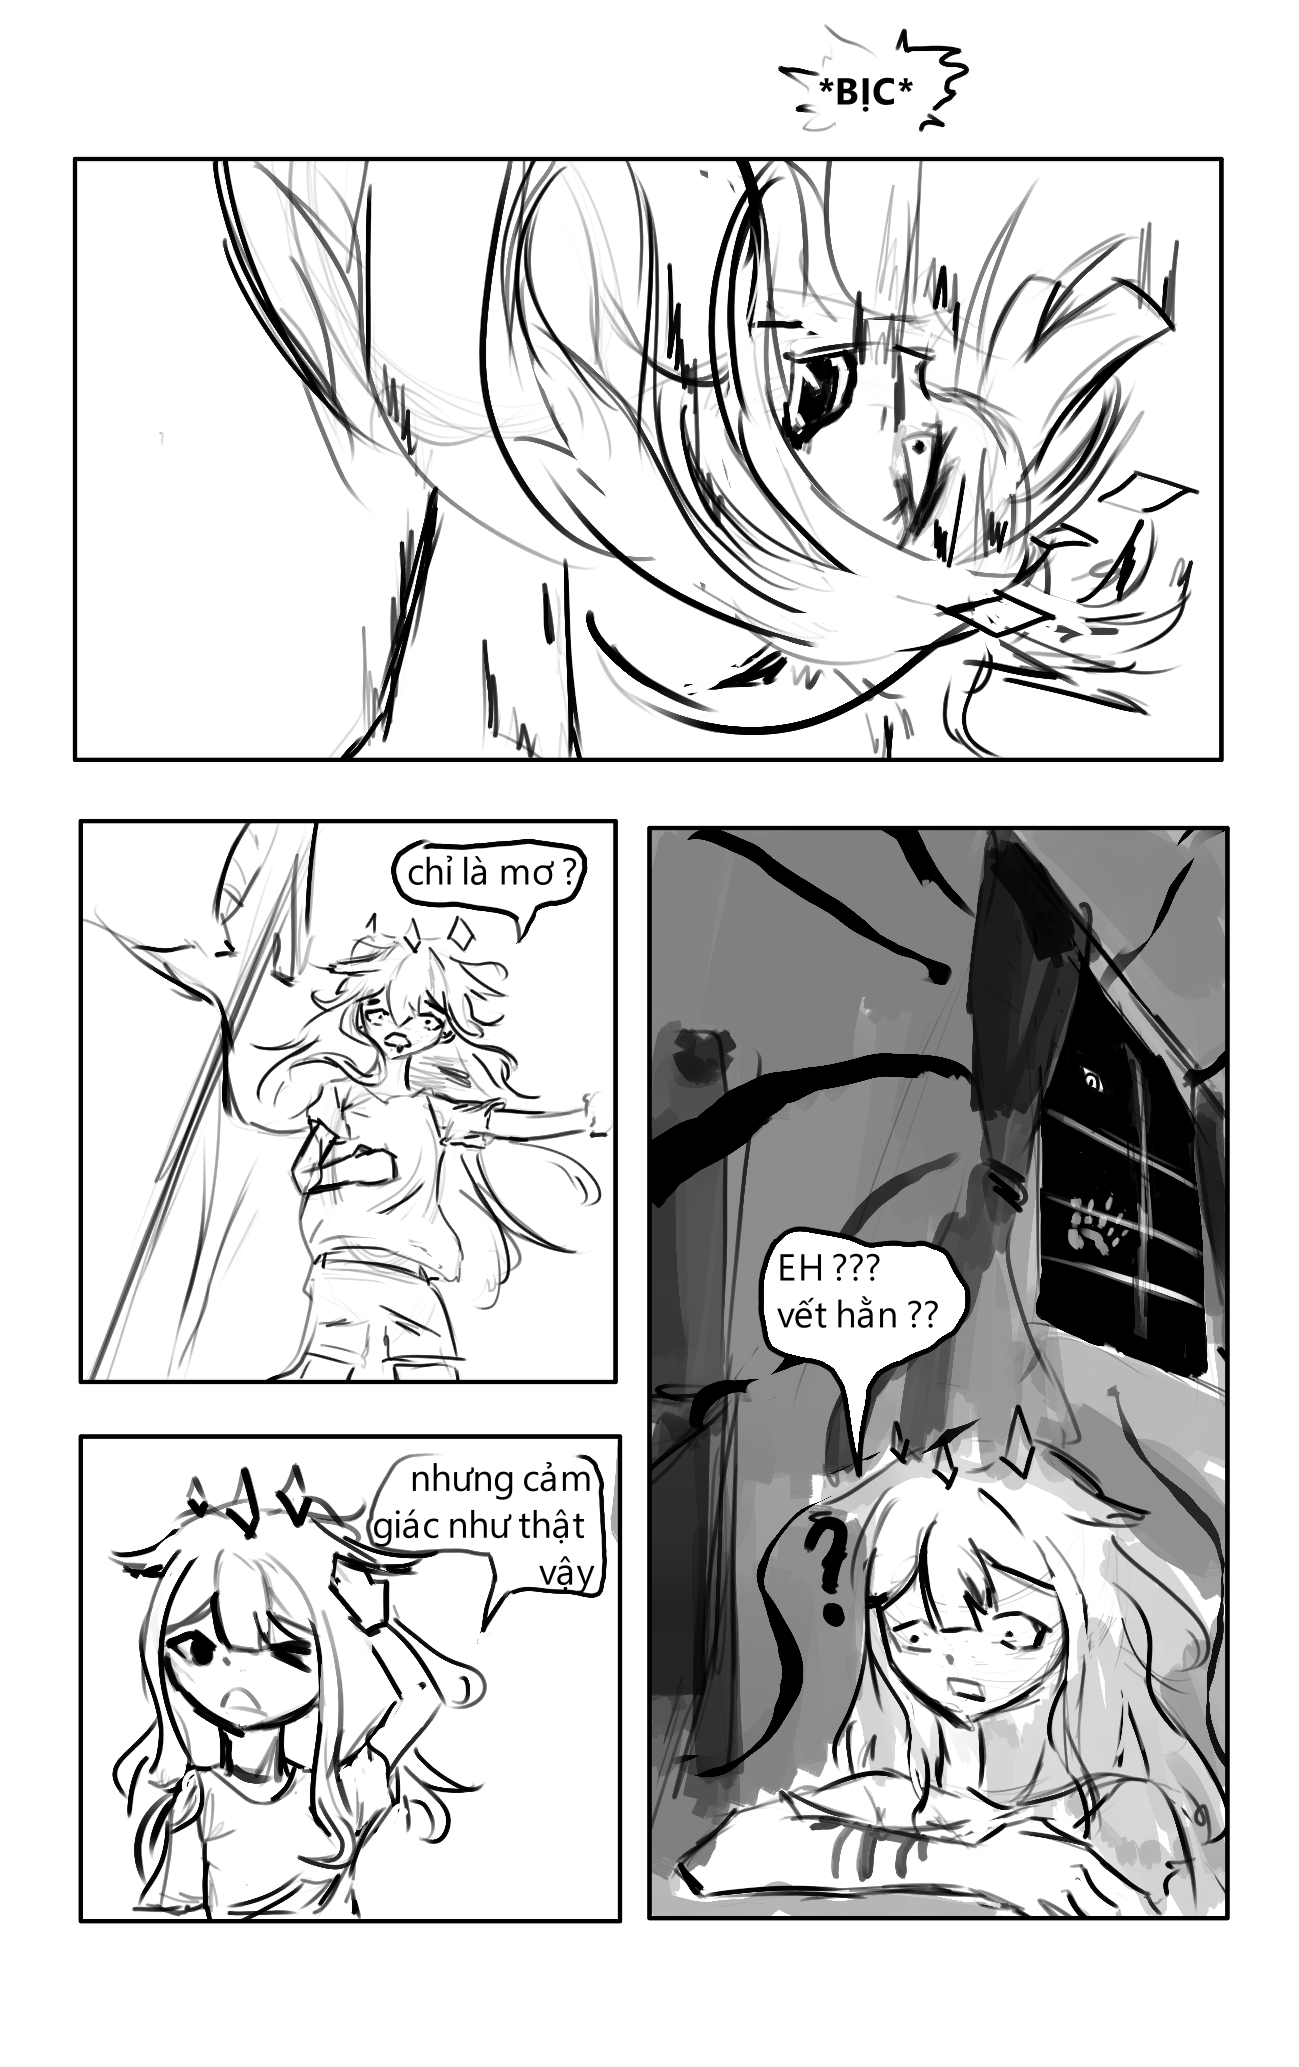 *BỊC*
chỉ là mơ ?
nhưng cảm
giác như thật
vậy
EH ???
vết hằn ??
?